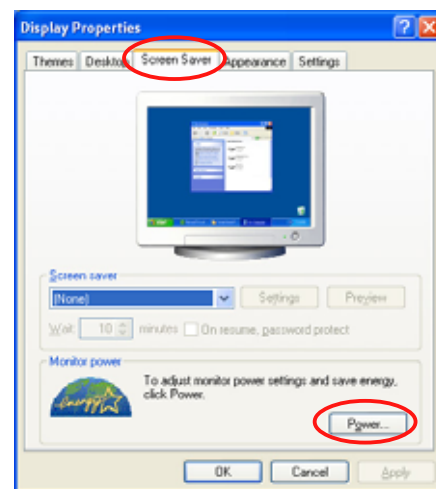 Display Properties
Themes Desktop Screen Saver Appearance Settings
Screen saver
(None) Settings Preview
Wait: 10 minutes On resume, password protect
Monitor power
To adjust monitor power settings and save energy,
click Power.
energy
Power...
OK Cancel Apply